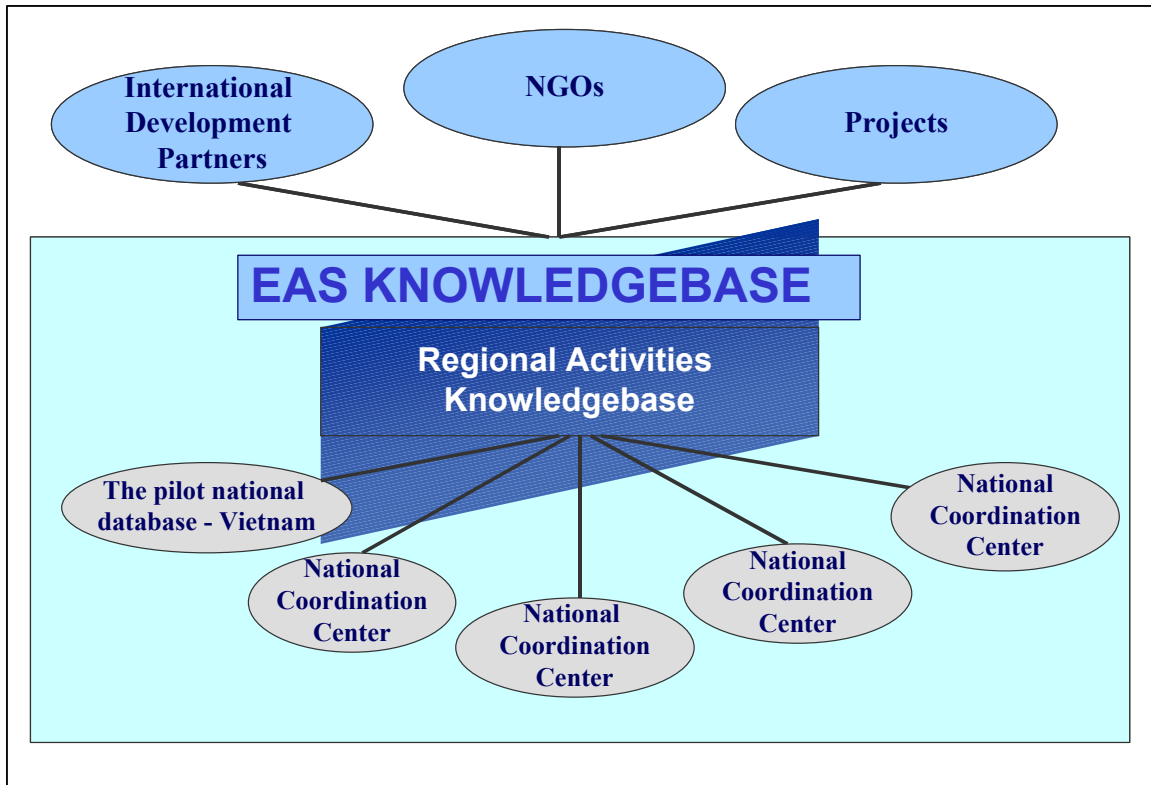 International
Development
Partners
NGOs
Projects
EAS KNOWLEDGEBASE
Regional Activities
Knowledgebase
The pilot national
database - Vietnam
National
Coordination
Center
National
Coordination
Center
National
Coordination
Center
National
Coordination
Center